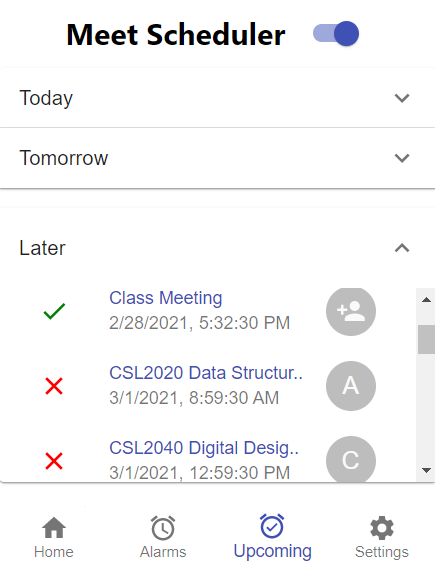 Meet Scheduler
Today
Tomorrow
Later
Class Meeting
2/28/2021, 5:32:30 PM
CSL2020 Data Structur..
3/1/2021, 8:59:30 AM
A
CSL2040 Digital Desig..
3/1/2021, 12:59:30 PM
C
Home
Alarms
Upcoming
Settings